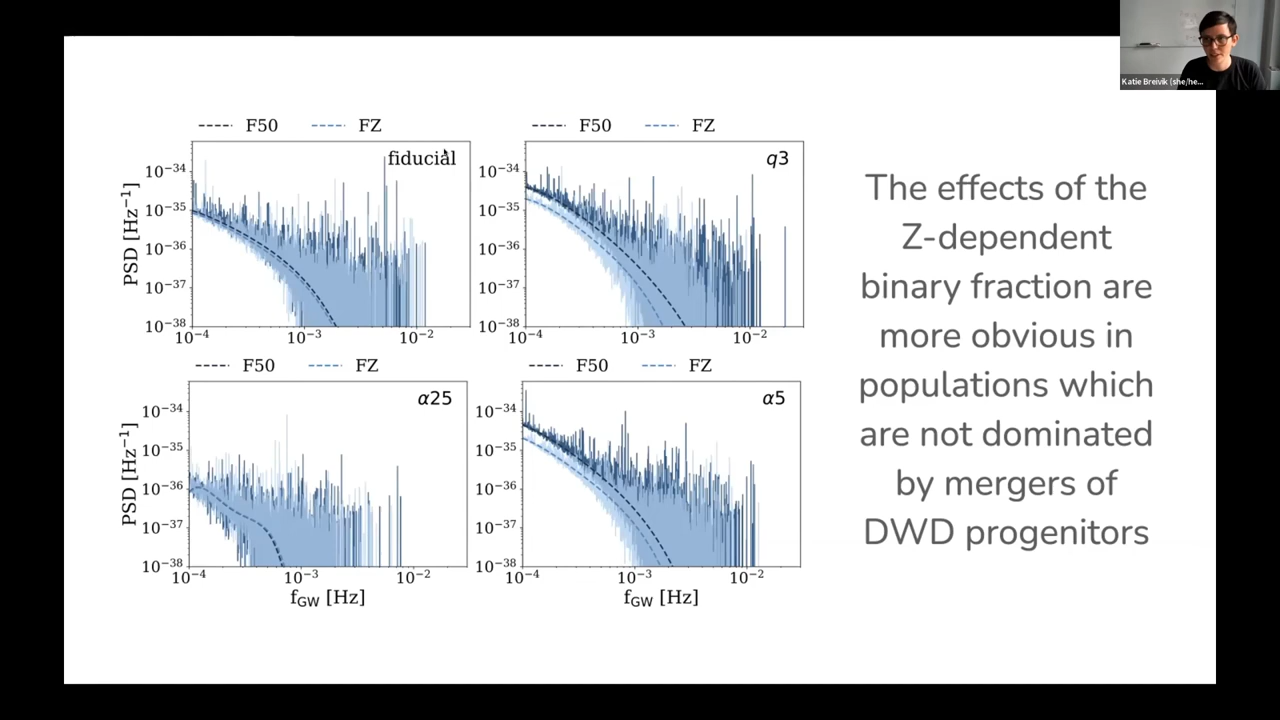 Katie Breivik (she/he...
F50 FZ
fiducial
10^-34
10^-35
10^-36
10^-37
10^-38
PSD [Hz^-1]
10^-4 10^-3 10^-2
F50 FZ
q3
10^-34
10^-35
10^-36
10^-37
10^-38
10^-4 10^-3 10^-2
F50 FZ
α25
10^-34
10^-35
10^-36
10^-37
10^-38
PSD [Hz^-1]
10^-4 10^-3 10^-2
f_GW [Hz]
F50 FZ
α5
10^-34
10^-35
10^-36
10^-37
10^-38
10^-4 10^-3 10^-2
f_GW [Hz]
The effects of the
Z-dependent
binary fraction are
more obvious in
populations which
are not dominated
by mergers of
DWD progenitors